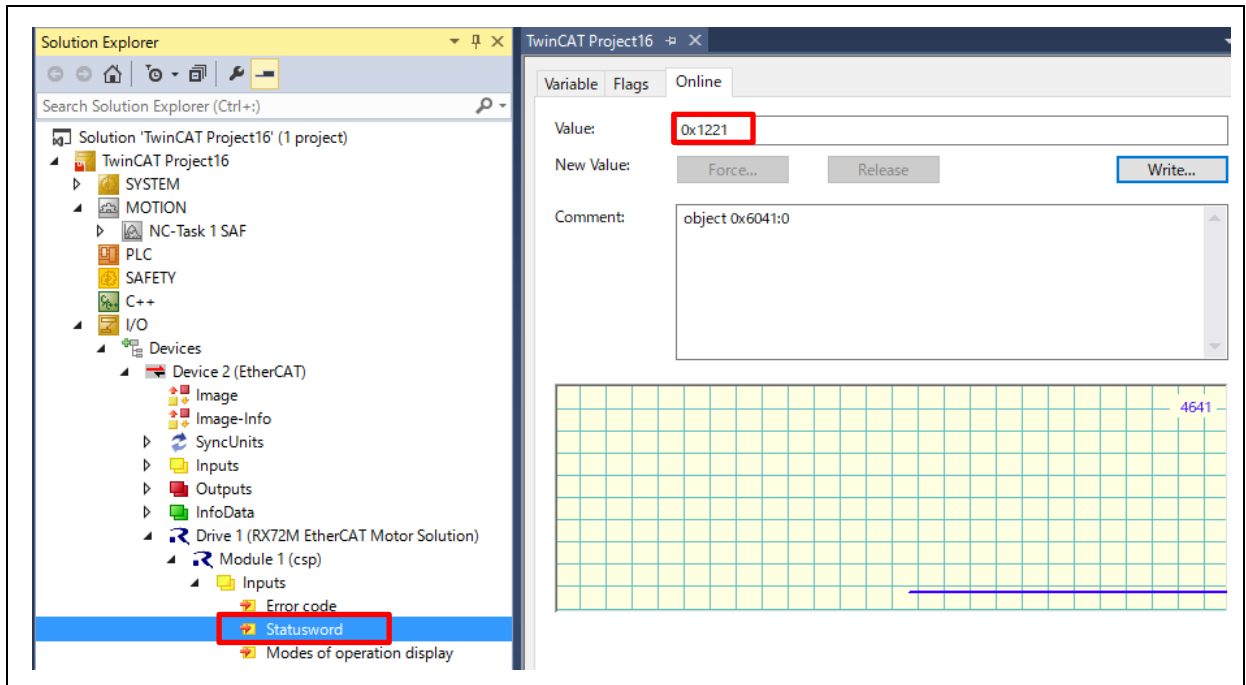 Solution Explorer
Search Solution Explorer (Ctrl+:)
Solution 'TwinCAT Project16' (1 project)
TwinCAT Project16
SYSTEM
MOTION
NC-Task 1 SAF
PLC
SAFETY
C++
I/O
Devices
Device 2 (EtherCAT)
Image
Image-Info
SyncUnits
Inputs
Outputs
InfoData
Drive 1 (RX72M EtherCAT Motor Solution)
Module 1 (csp)
Inputs
Error code
Statusword
Modes of operation display
TwinCAT Project16
Variable Flags Online
Value: 0x1221
New Value: Force... Release Write...
Comment: object 0x6041:0
4641